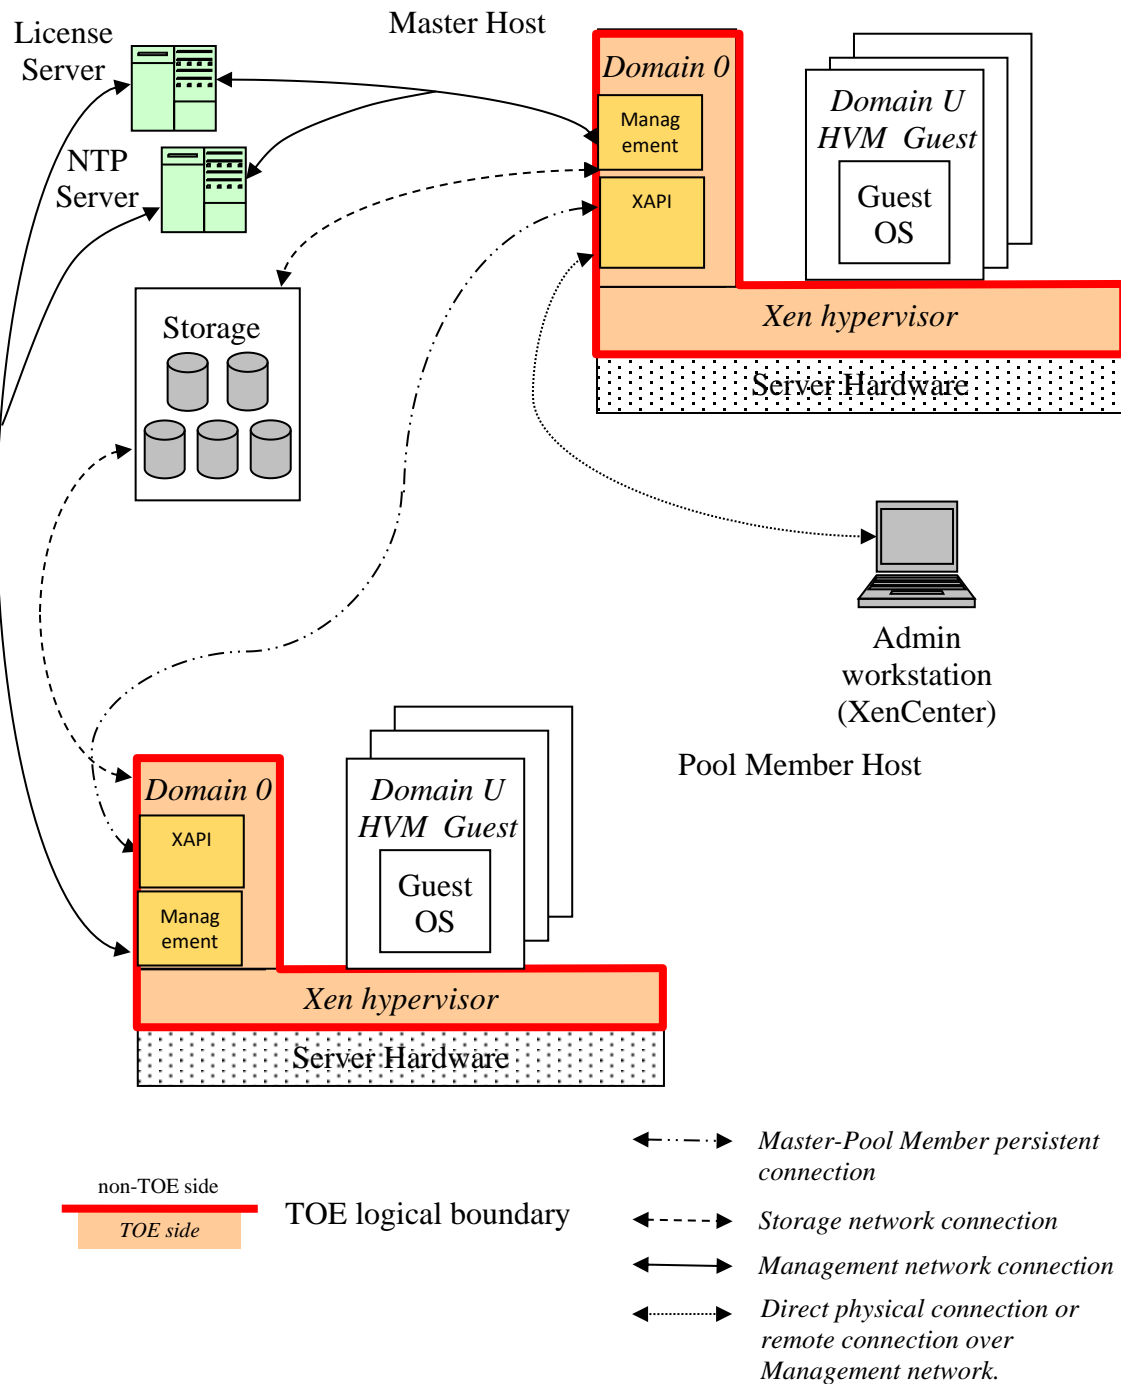 License
Server
Master Host
NTP
Server
Domain 0
Manag
ement
XAPI
Domain U
HVM  Guest
Guest
OS
Xen hypervisor
Server Hardware
Storage
Admin
workstation
(XenCenter)
Pool Member Host
Domain 0
XAPI
Manag
ement
Domain U
HVM  Guest
Guest
OS
Xen hypervisor
Server Hardware
non-TOE side
TOE side
TOE logical boundary
Master-Pool Member persistent
connection
Storage network connection
Management network connection
Direct physical connection or
remote connection over
Management network.